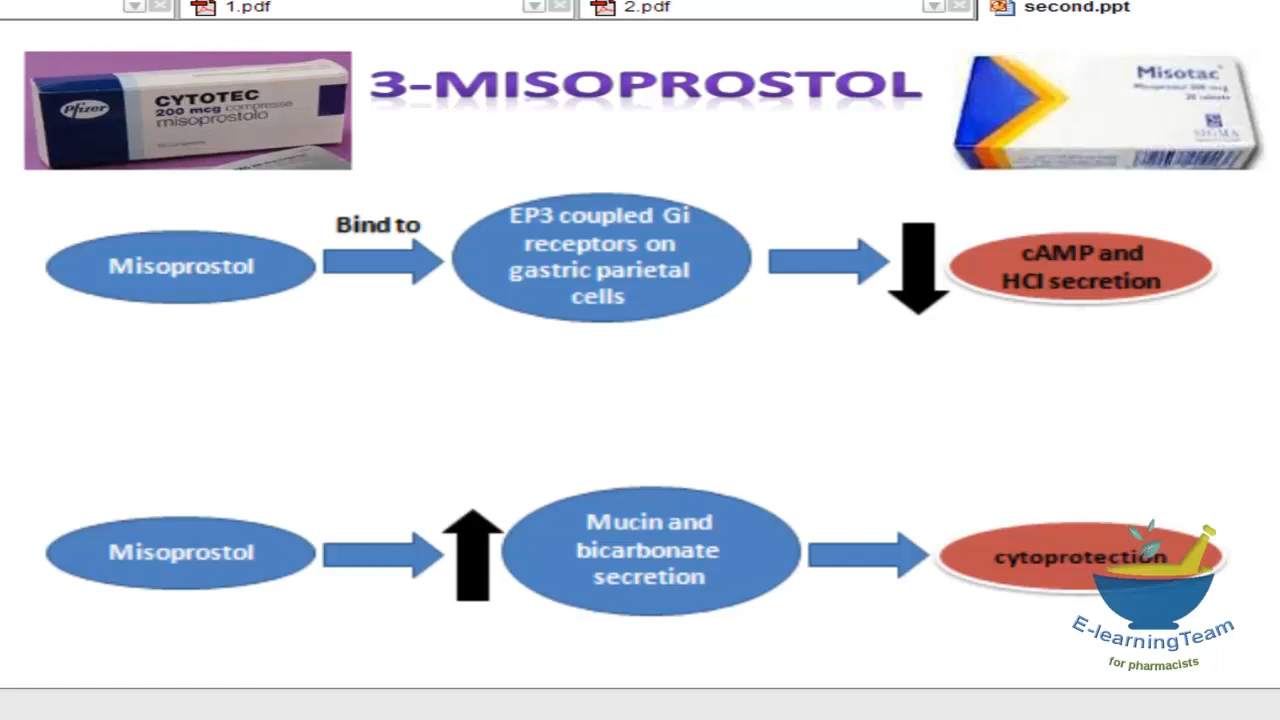 1.pdf
2.pdf
second.ppt
3-MISOPROSTOL
Pfizer
CYTOTEC
200 mcg compresse
misoprostolo
Misotac
SIGMA
Bind to
Misoprostol
EP3 coupled Gi
receptors on
gastric parietal
cells
cAMP and
HCl secretion
Misoprostol
Mucin and
bicarbonate
secretion
cytoprotection
E-learningTeam
for pharmacists